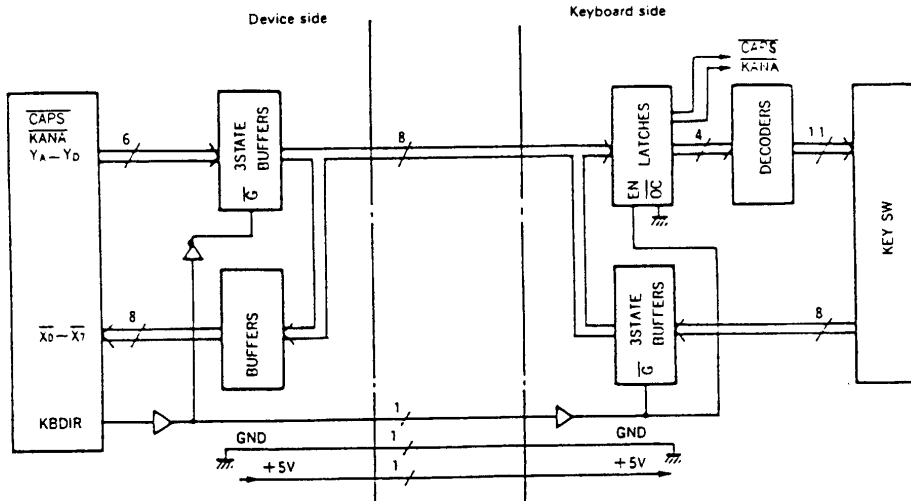 Device side
Keyboard side
CAPS
KANA
CAPS
KANA
YA–YD
6
3STATE
BUFFERS
G
8
LATCHES
EN
OC
4
DECODERS
11
KEY SW
X0–X7
8
BUFFERS
3STATE
BUFFERS
G
8
KBDIR
1
GND
1
GND
+5V
1
+5V